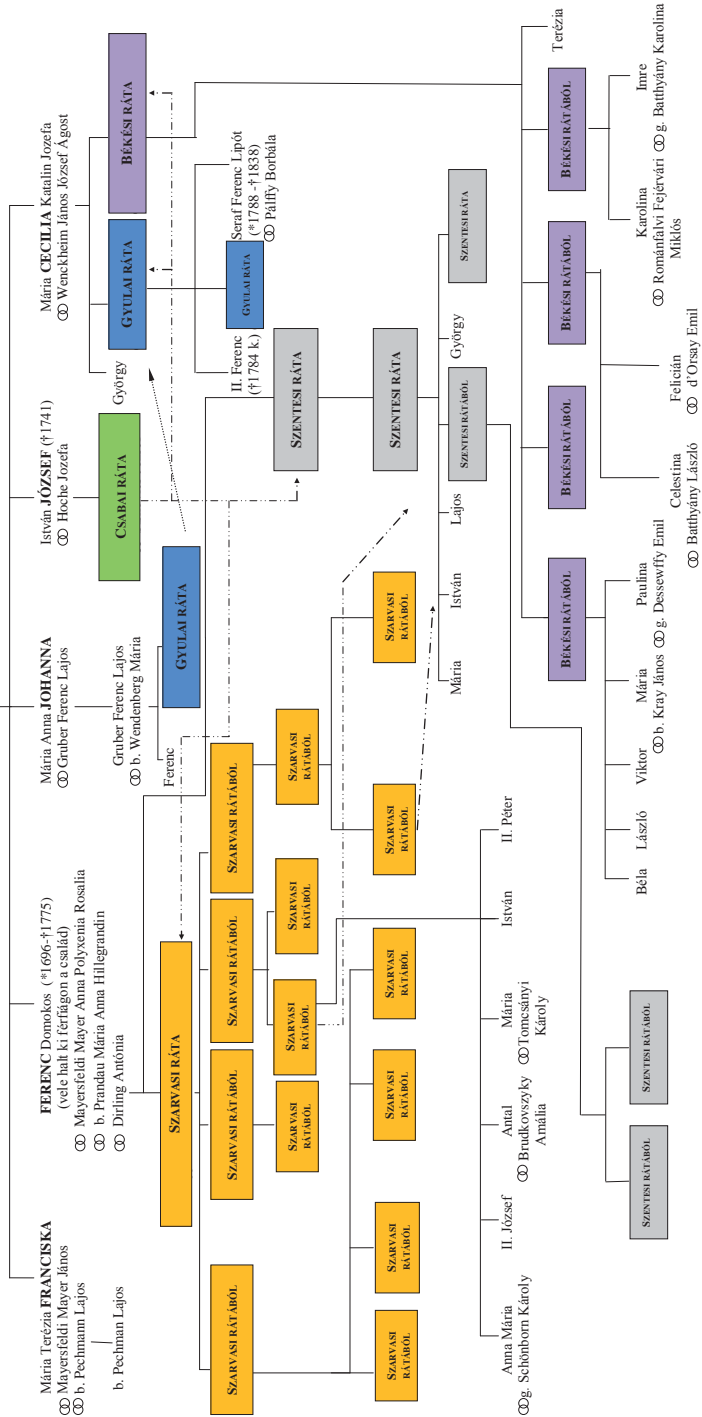 Mária Terézia FRANCISKA
⚭ Mayersfeldi Mayer János
⚭ b. Pechmann Lajos
b. Pechman Lajos
FERENC Domokos (*1696-†1775)
(vele halt ki férfiágon a család)
⚭ Mayersfeldi Mayer Anna Polyxenia Rosalia
⚭ b. Prandau Mária Anna Hillegrandin
⚭ Dirling Antónia
Mária Anna JOHANNA
⚭ Gruber Ferenc Lajos
Gruber Ferenc Lajos
⚭ b. Wendenberg Mária
Ferenc
István JÓZSEF (†1741)
⚭ Hoche Jozefa
Mária CECILIA Katalin Jozefa
⚭ Wenckheim János József Ágost
György
CSABAI RÁTA
GYULAI RÁTA
BÉKÉSI RÁTA
SZARVASI RÁTA
GYULAI RÁTA
II. Ferenc
(†1784 k.)
Seraf Ferenc Lipót
(*1788 -†1838)
⚭ Pálffy Borbála
GYULAI RÁTA
SZARVASI RÁTÁBÓL
SZARVASI RÁTÁBÓL
SZARVASI RÁTÁBÓL
SZARVASI RÁTÁBÓL
SZENTESI RÁTA
SZARVASI
RÁTÁBÓL
SZARVASI
RÁTÁBÓL
SZARVASI
RÁTÁBÓL
SZARVASI
RÁTÁBÓL
SZARVASI
RÁTÁBÓL
SZARVASI
RÁTÁBÓL
SZARVASI
RÁTÁBÓL
SZARVASI
RÁTÁBÓL
SZARVASI
RÁTÁBÓL
SZARVASI
RÁTÁBÓL
SZENTESI RÁTA
Mária
István
Lajos
SZENTESI RÁTÁBÓL
György
SZENTESI RÁTA
Anna Mária
⚭g. Schönborn Károly
II. József
Antal
⚭ Brudkovszyky
Amália
Mária
⚭Tomcsányi
Károly
István
II. Péter
BÉKÉSI RÁTÁBÓL
BÉKÉSI RÁTÁBÓL
BÉKÉSI RÁTÁBÓL
BÉKÉSI RÁTÁBÓL
Terézia
Béla
László
Viktor
Mária
⚭ b. Kray János
Paulina
⚭ g. Dessewffy Emil
Celestina
⚭ Batthyány László
Felicián
⚭ d'Orsay Emil
Karolina
⚭ Románfalvi Fejérvári
Miklós
Imre
⚭ g. Batthyány Karolina
SZENTESI RÁTÁBÓL
SZENTESI RÁTÁBÓL